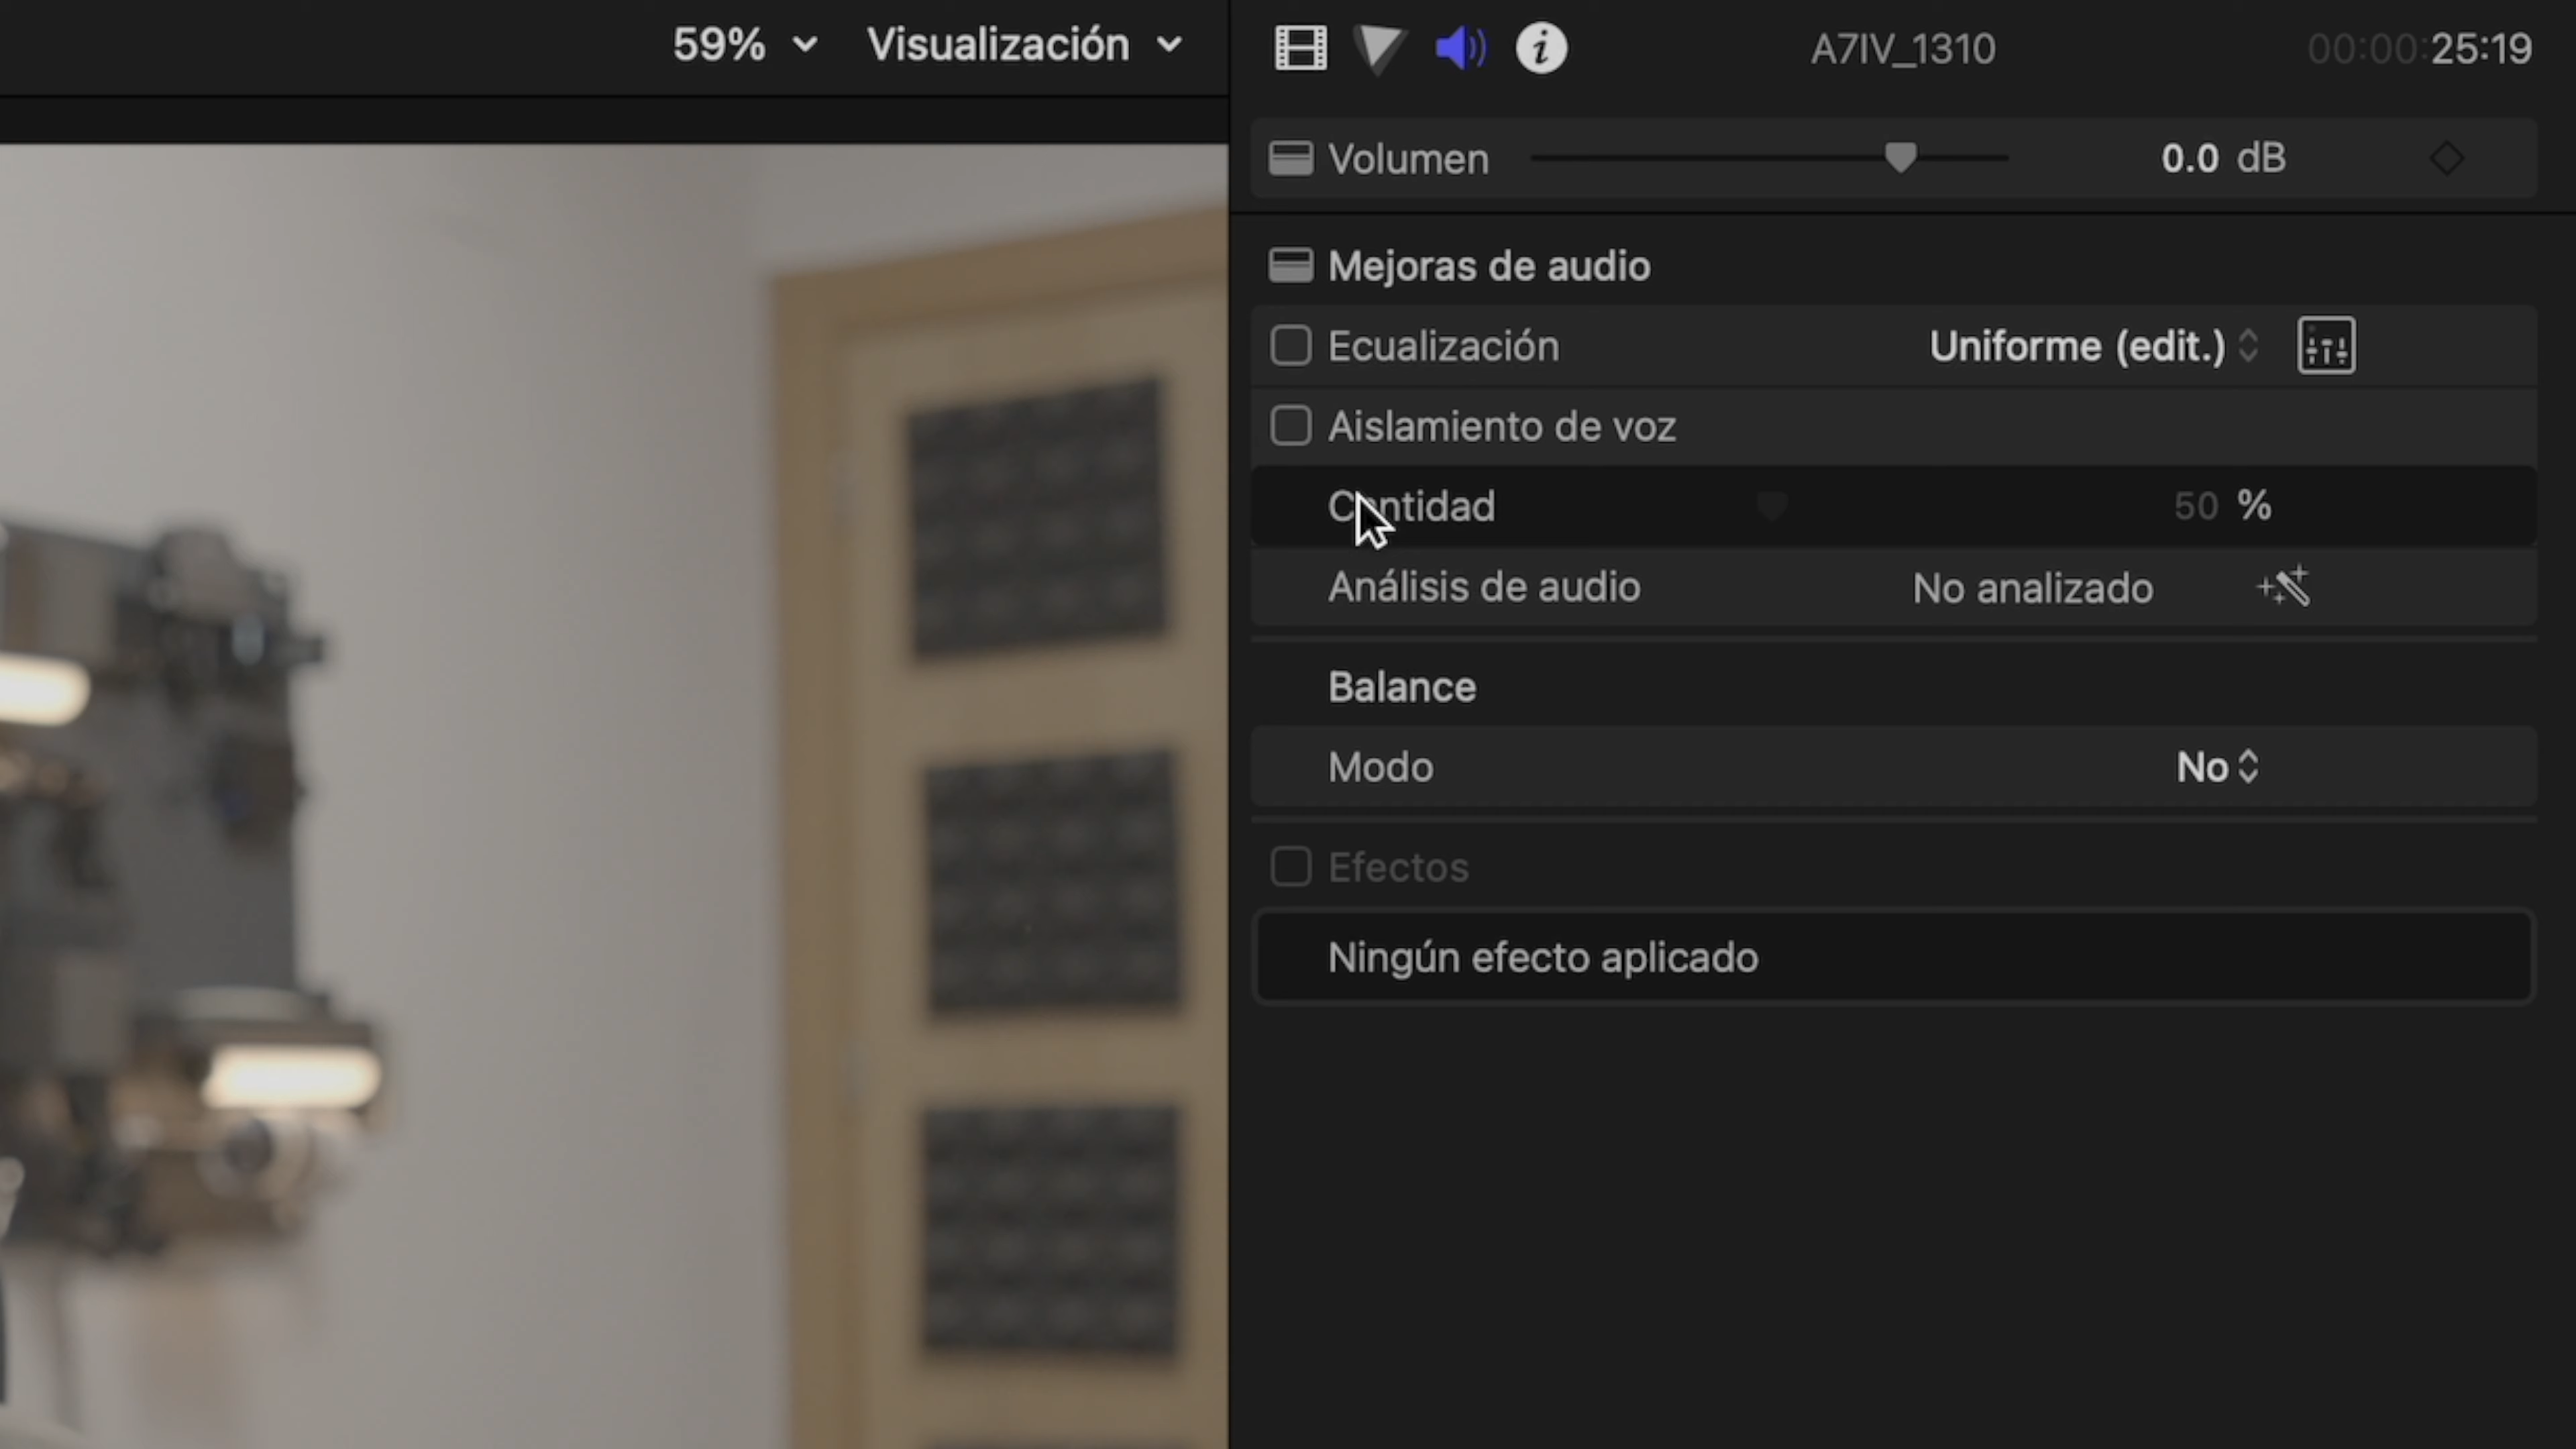 59% Visualización A7IV_1310 00:00:25:19
Volumen 0.0 dB
Mejoras de audio
Ecualización Uniforme (edit.)
Aislamiento de voz
Cantidad 50 %
Análisis de audio No analizado
Balance
Modo No
Efectos
Ningún efecto aplicado